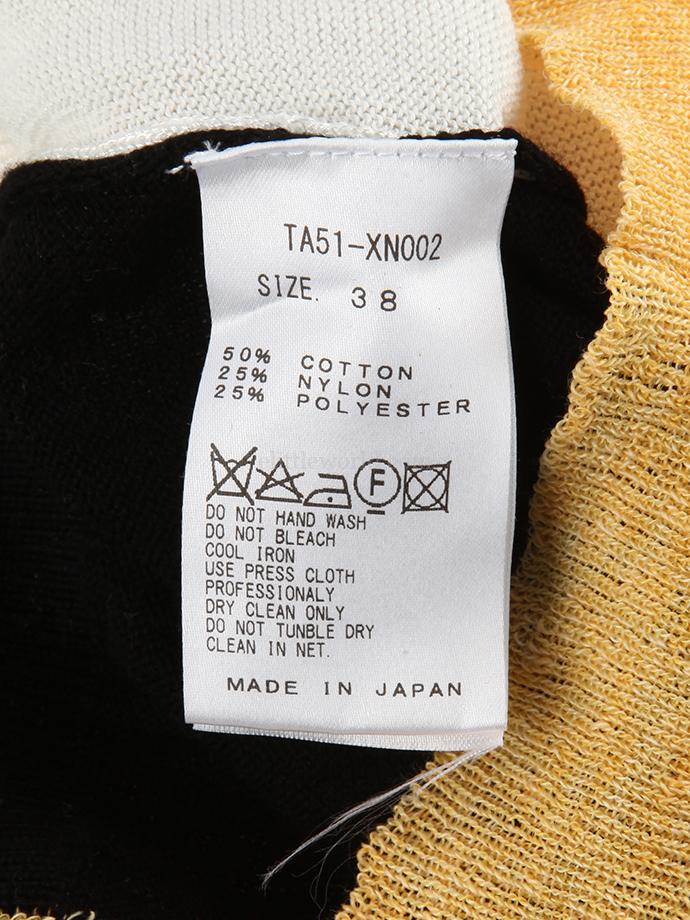 TA51-XN002
SIZE. 38
50% COTTON
25% NYLON
25% POLYESTER
F
DO NOT HAND WASH
DO NOT BLEACH
COOL IRON
USE PRESS CLOTH
PROFESSIONALY
DRY CLEAN ONLY
DO NOT TUNBLE DRY
CLEAN IN NET.
MADE IN JAPAN